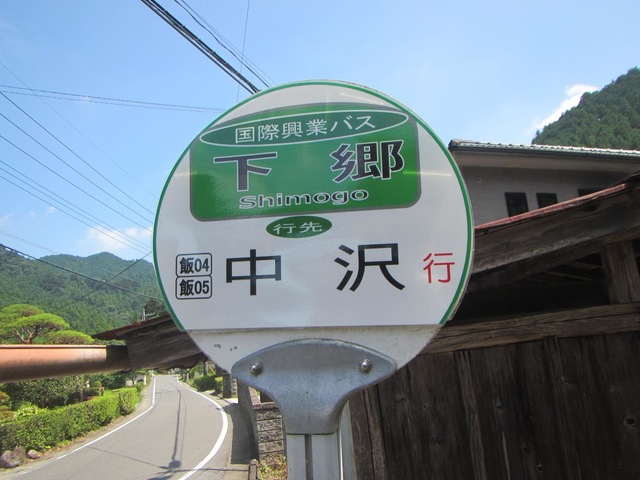 国際興業バス
下郷
Shimogo
行先
飯04
飯05
中沢行